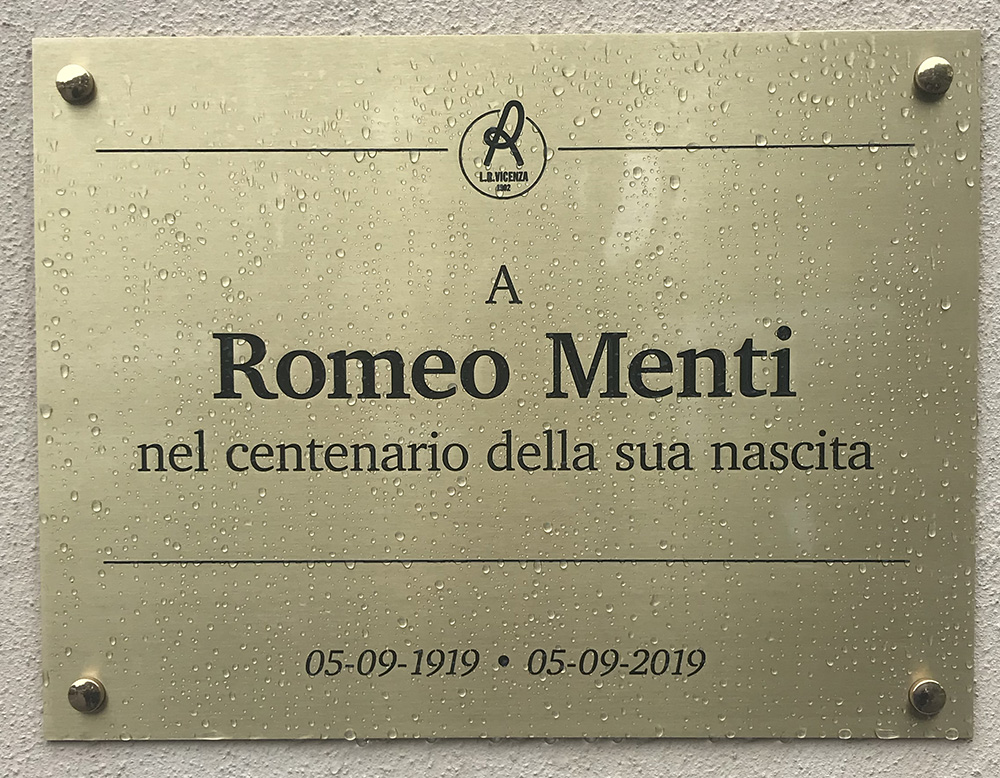 R
L.R.VICENZA
1902
A
Romeo Menti
nel centenario della sua nascita
05-09-1919 • 05-09-2019